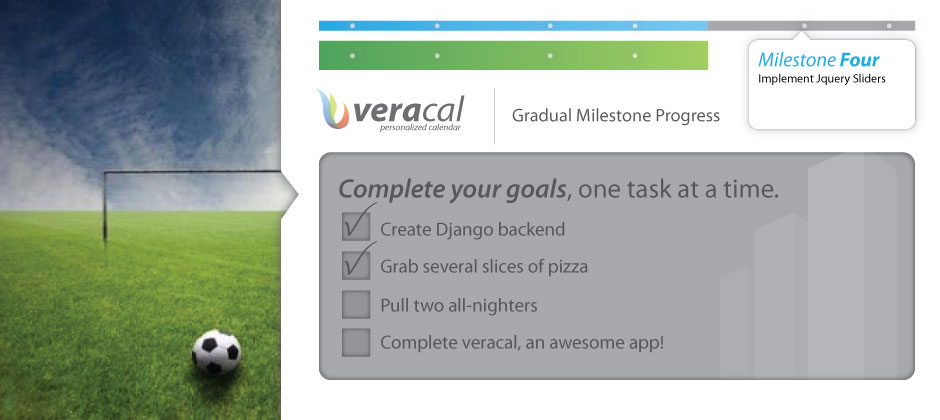 Milestone Four
Implement Jquery Sliders
veracal
personalized calendar
Gradual Milestone Progress
Complete your goals, one task at a time.
Create Django backend
Grab several slices of pizza
Pull two all-nighters
Complete veracal, an awesome app!